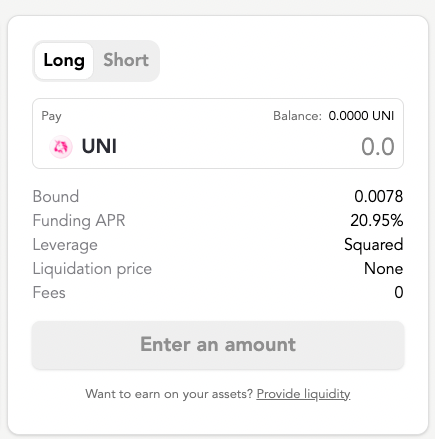 Long Short
Pay Balance: 0.0000 UNI
UNI 0.0
Bound 0.0078
Funding APR 20.95%
Leverage Squared
Liquidation price None
Fees 0
Enter an amount
Want to earn on your assets? Provide liquidity